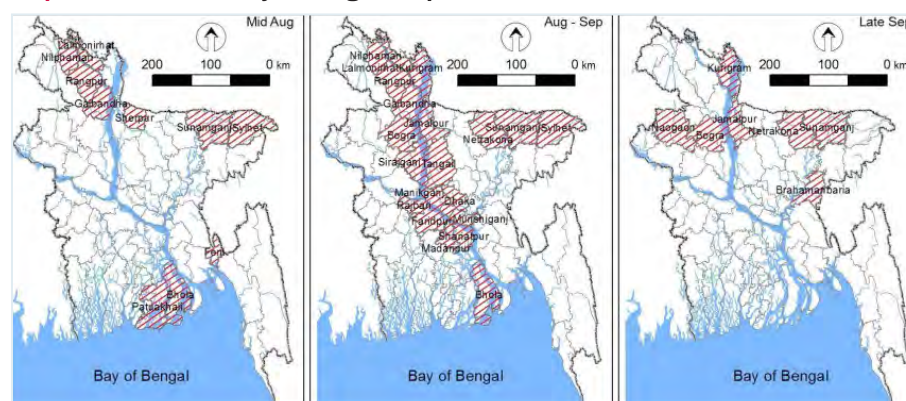 Mid Aug
Lalmonirhat
Nilphamari
Rangpur
Gaibandha
Sherpur
Sunamganj Sylhet
Feni
Bhola
Patuakhali
200 100 0 km
Bay of Bengal
Aug - Sep
Nilphamari
Lalmonirhat Kurigram
Rangpur
Gaibandha
Jamalpur
Bogra
Sunamganj Sylhet
Netrakona
Sirajganj Tangail
Manikganj
Dhaka
Rajbari
Faridpur Munshiganj
Shariatpur
Madaripur
Bhola
200 100 0 km
Bay of Bengal
Late Sep
Kurigram
200 100 0 km
Naogaon
Jamalpur
Bogra
Netrakona
Sunamganj
Brahamanbaria
Bay of Bengal